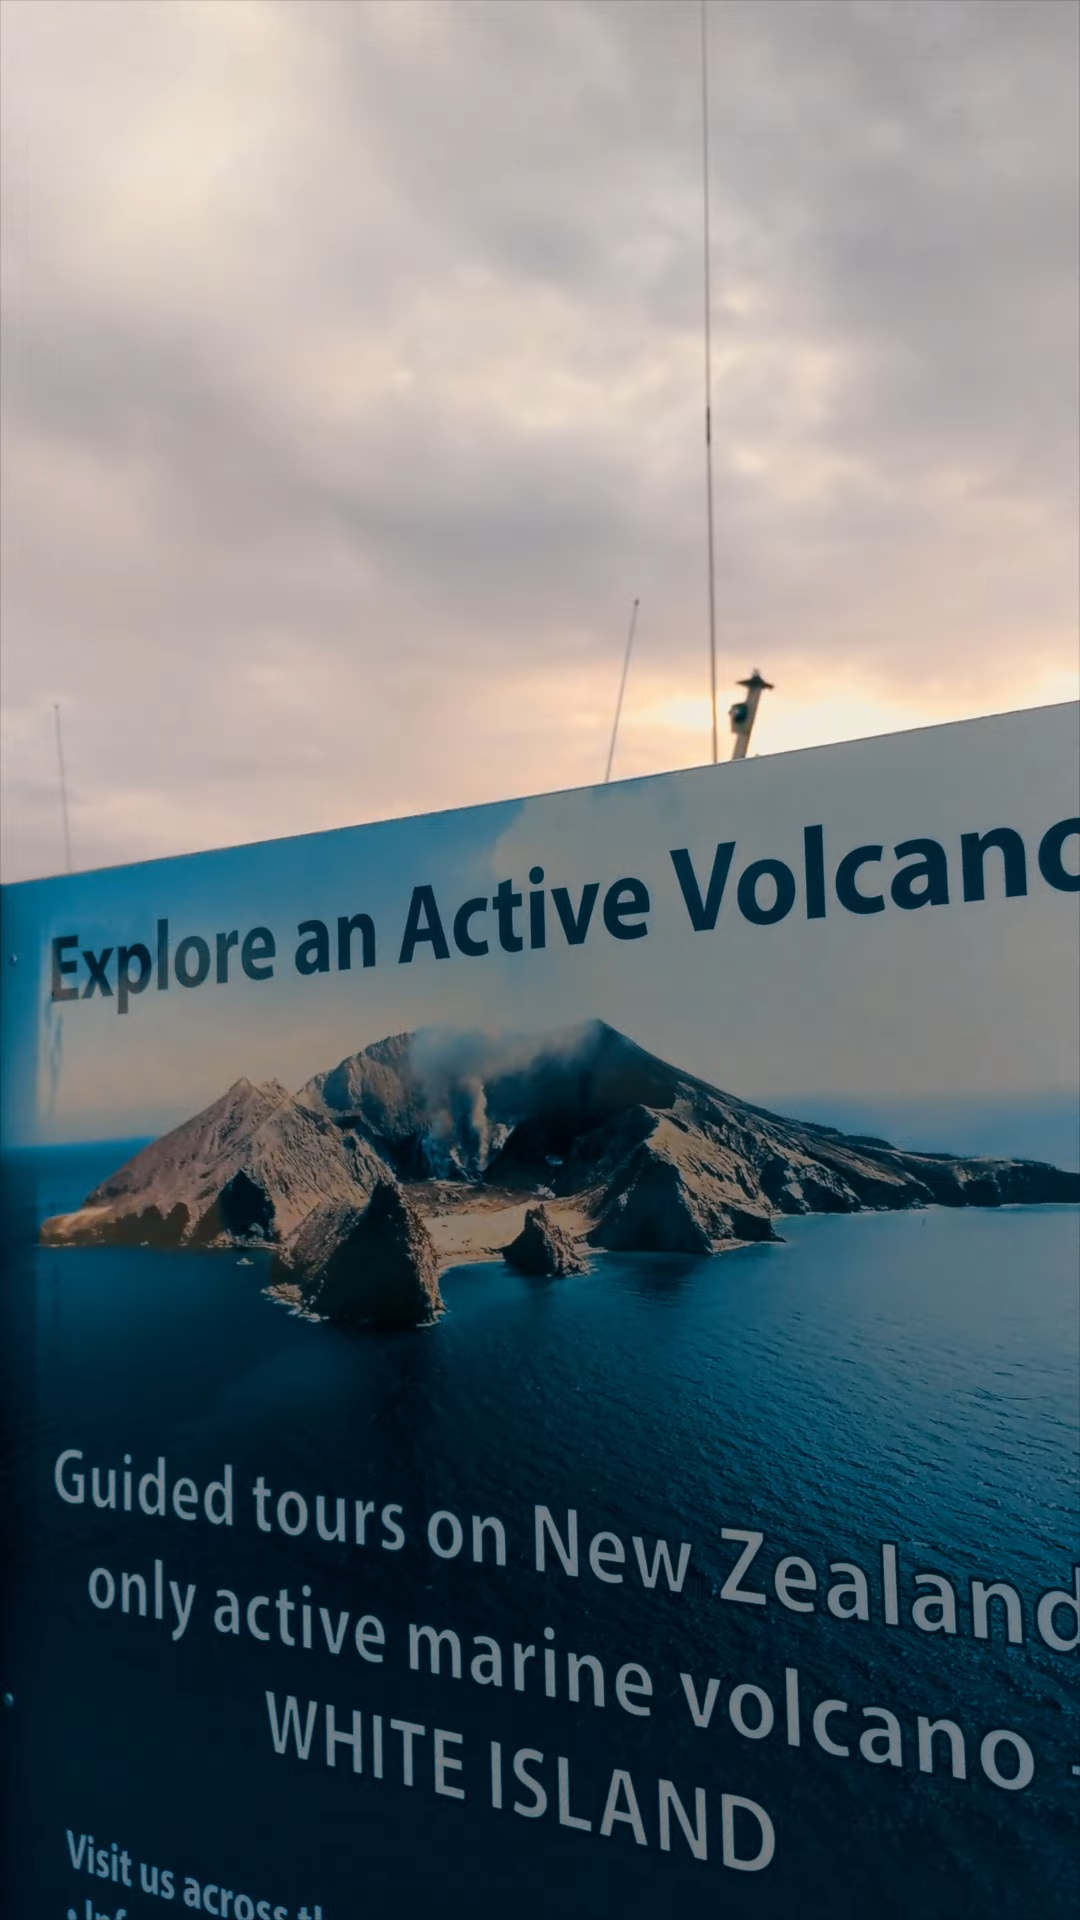 Explore an Active Volcano
Guided tours on New Zealand
only active marine volcano -
WHITE ISLAND
Visit us across